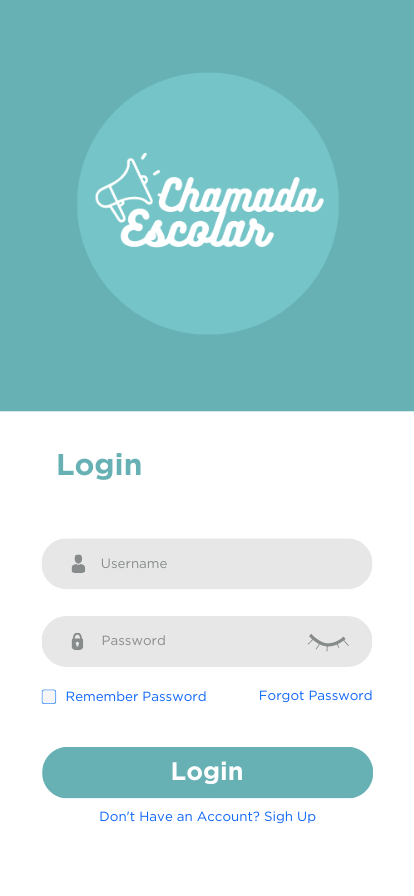 Chamada
Escolar
Login
Username
Password
Remember Password
Forgot Password
Login
Don't Have an Account? Sigh Up